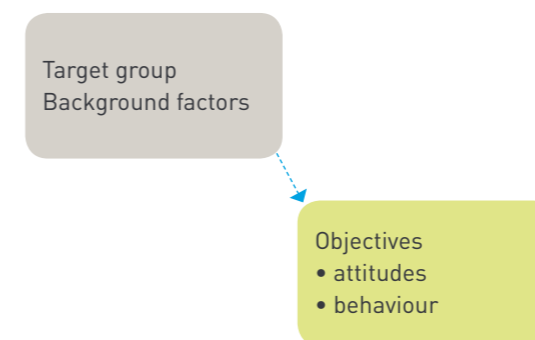 Target group
Background factors
Objectives
• attitudes
• behaviour